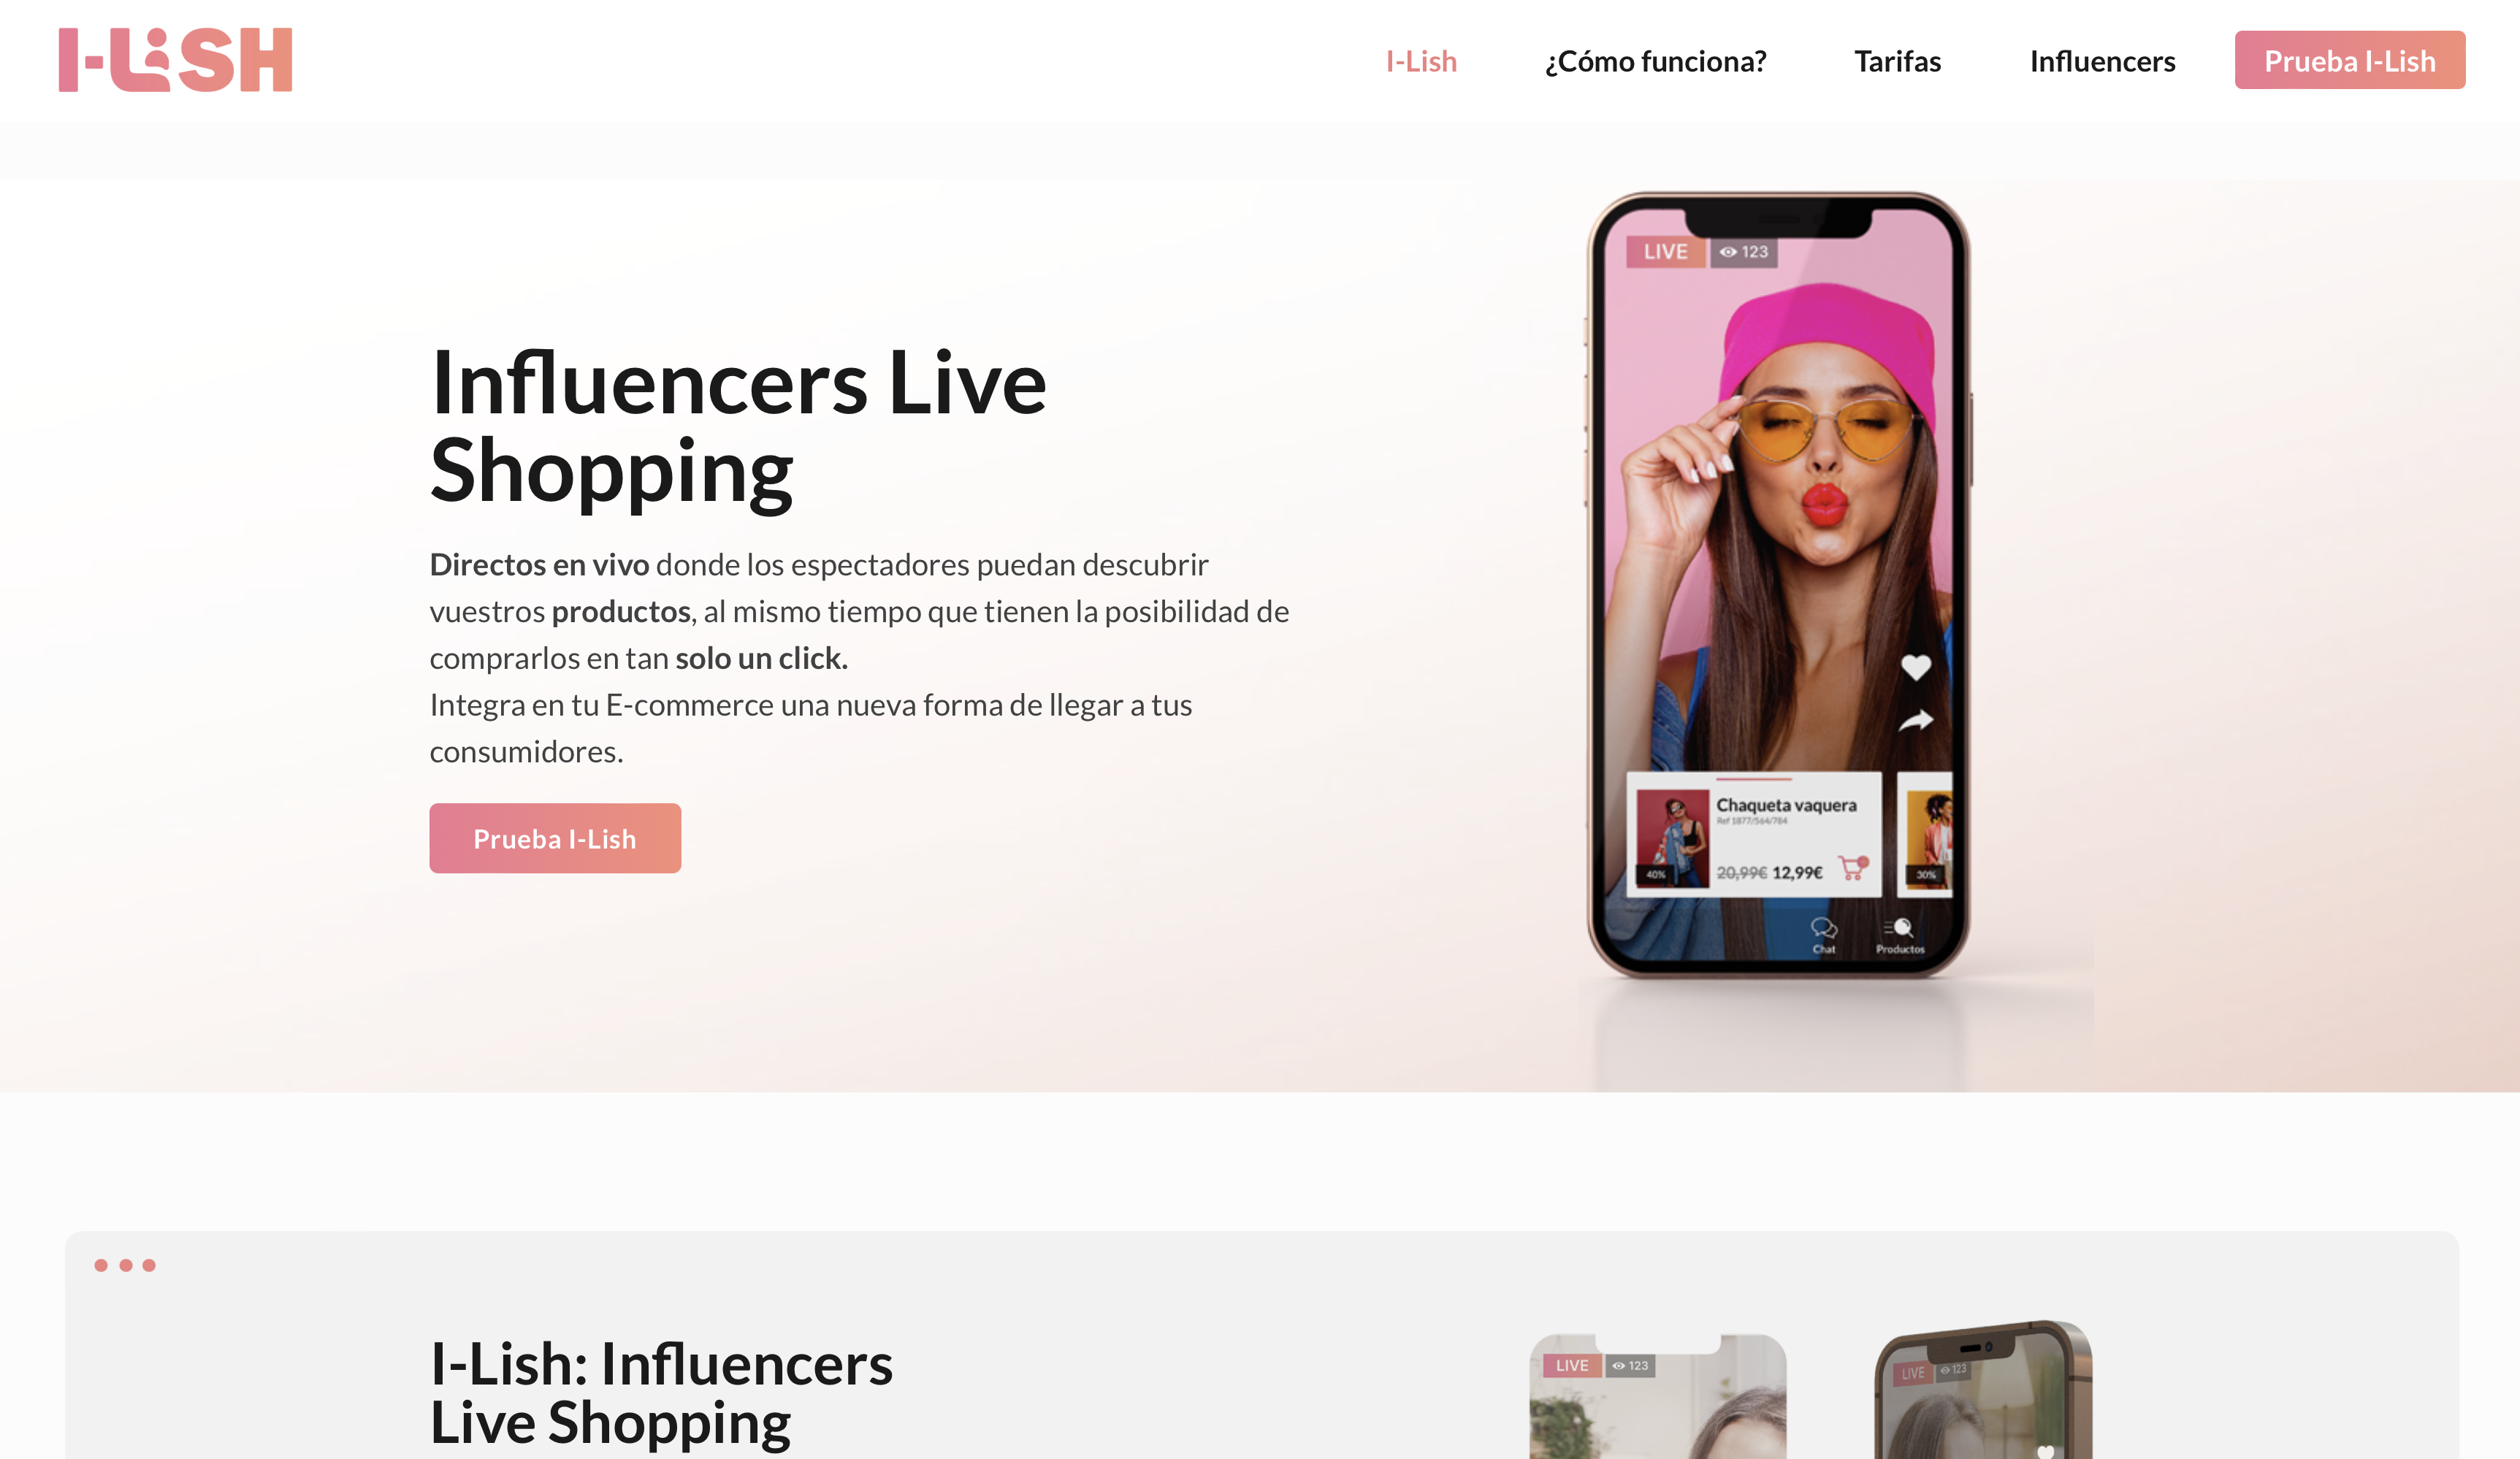 I-LiSH
I-Lish
¿Cómo funciona?
Tarifas
Influencers
Prueba I-Lish
Influencers Live
Shopping
Directos en vivo donde los espectadores puedan descubrir
vuestros productos, al mismo tiempo que tienen la posibilidad de
comprarlos en tan solo un click.
Integra en tu E-commerce una nueva forma de llegar a tus
consumidores.
Prueba I-Lish
LIVE
123
Chaqueta vaquera
Ref 1877/564/784
40%
20,99€ 12,99€
30%
Chat
Productos
I-Lish: Influencers
Live Shopping
LIVE
123
LIVE
123